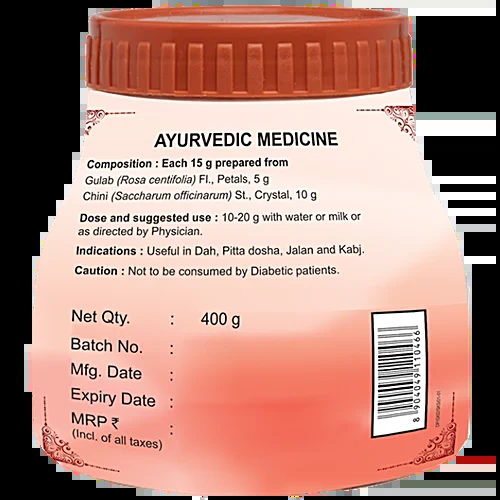 AYURVEDIC MEDICINE
Composition : Each 15 g prepared from
Gulab (Rosa centifolia) Fl., Petals, 5 g
Chini (Saccharum officinarum) St., Crystal, 10 g
Dose and suggested use : 10-20 g with water or milk or
as directed by Physician.
Indications : Useful in Dah, Pitta dosha, Jalan and Kabj.
Caution : Not to be consumed by Diabetic patients.
Net Qty. : 400 g
Batch No. :
Mfg. Date :
Expiry Date :
MRP ₹ :
(Incl. of all taxes)
8 904049 110466